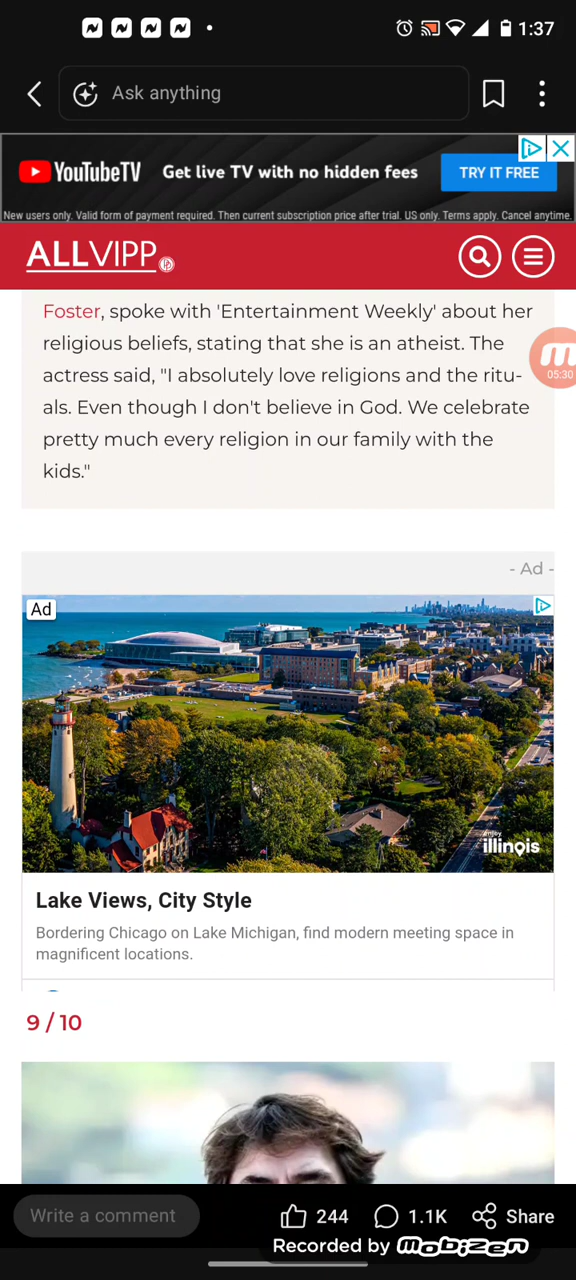 1:37
Ask anything
YouTubeTV Get live TV with no hidden fees TRY IT FREE
New users only. Valid form of payment required. Then current subscription price after trial. US only. Terms apply. Cancel anytime.
ALLVIPP
Foster, spoke with 'Entertainment Weekly' about her
religious beliefs, stating that she is an atheist. The
actress said, "I absolutely love religions and the ritu-
als. Even though I don't believe in God. We celebrate
pretty much every religion in our family with the
kids."
05:30
- Ad -
Ad
enjoy
illinois
Lake Views, City Style
Bordering Chicago on Lake Michigan, find modern meeting space in
magnificent locations.
9 / 10
Write a comment 244 1.1K Share
Recorded by mobizen